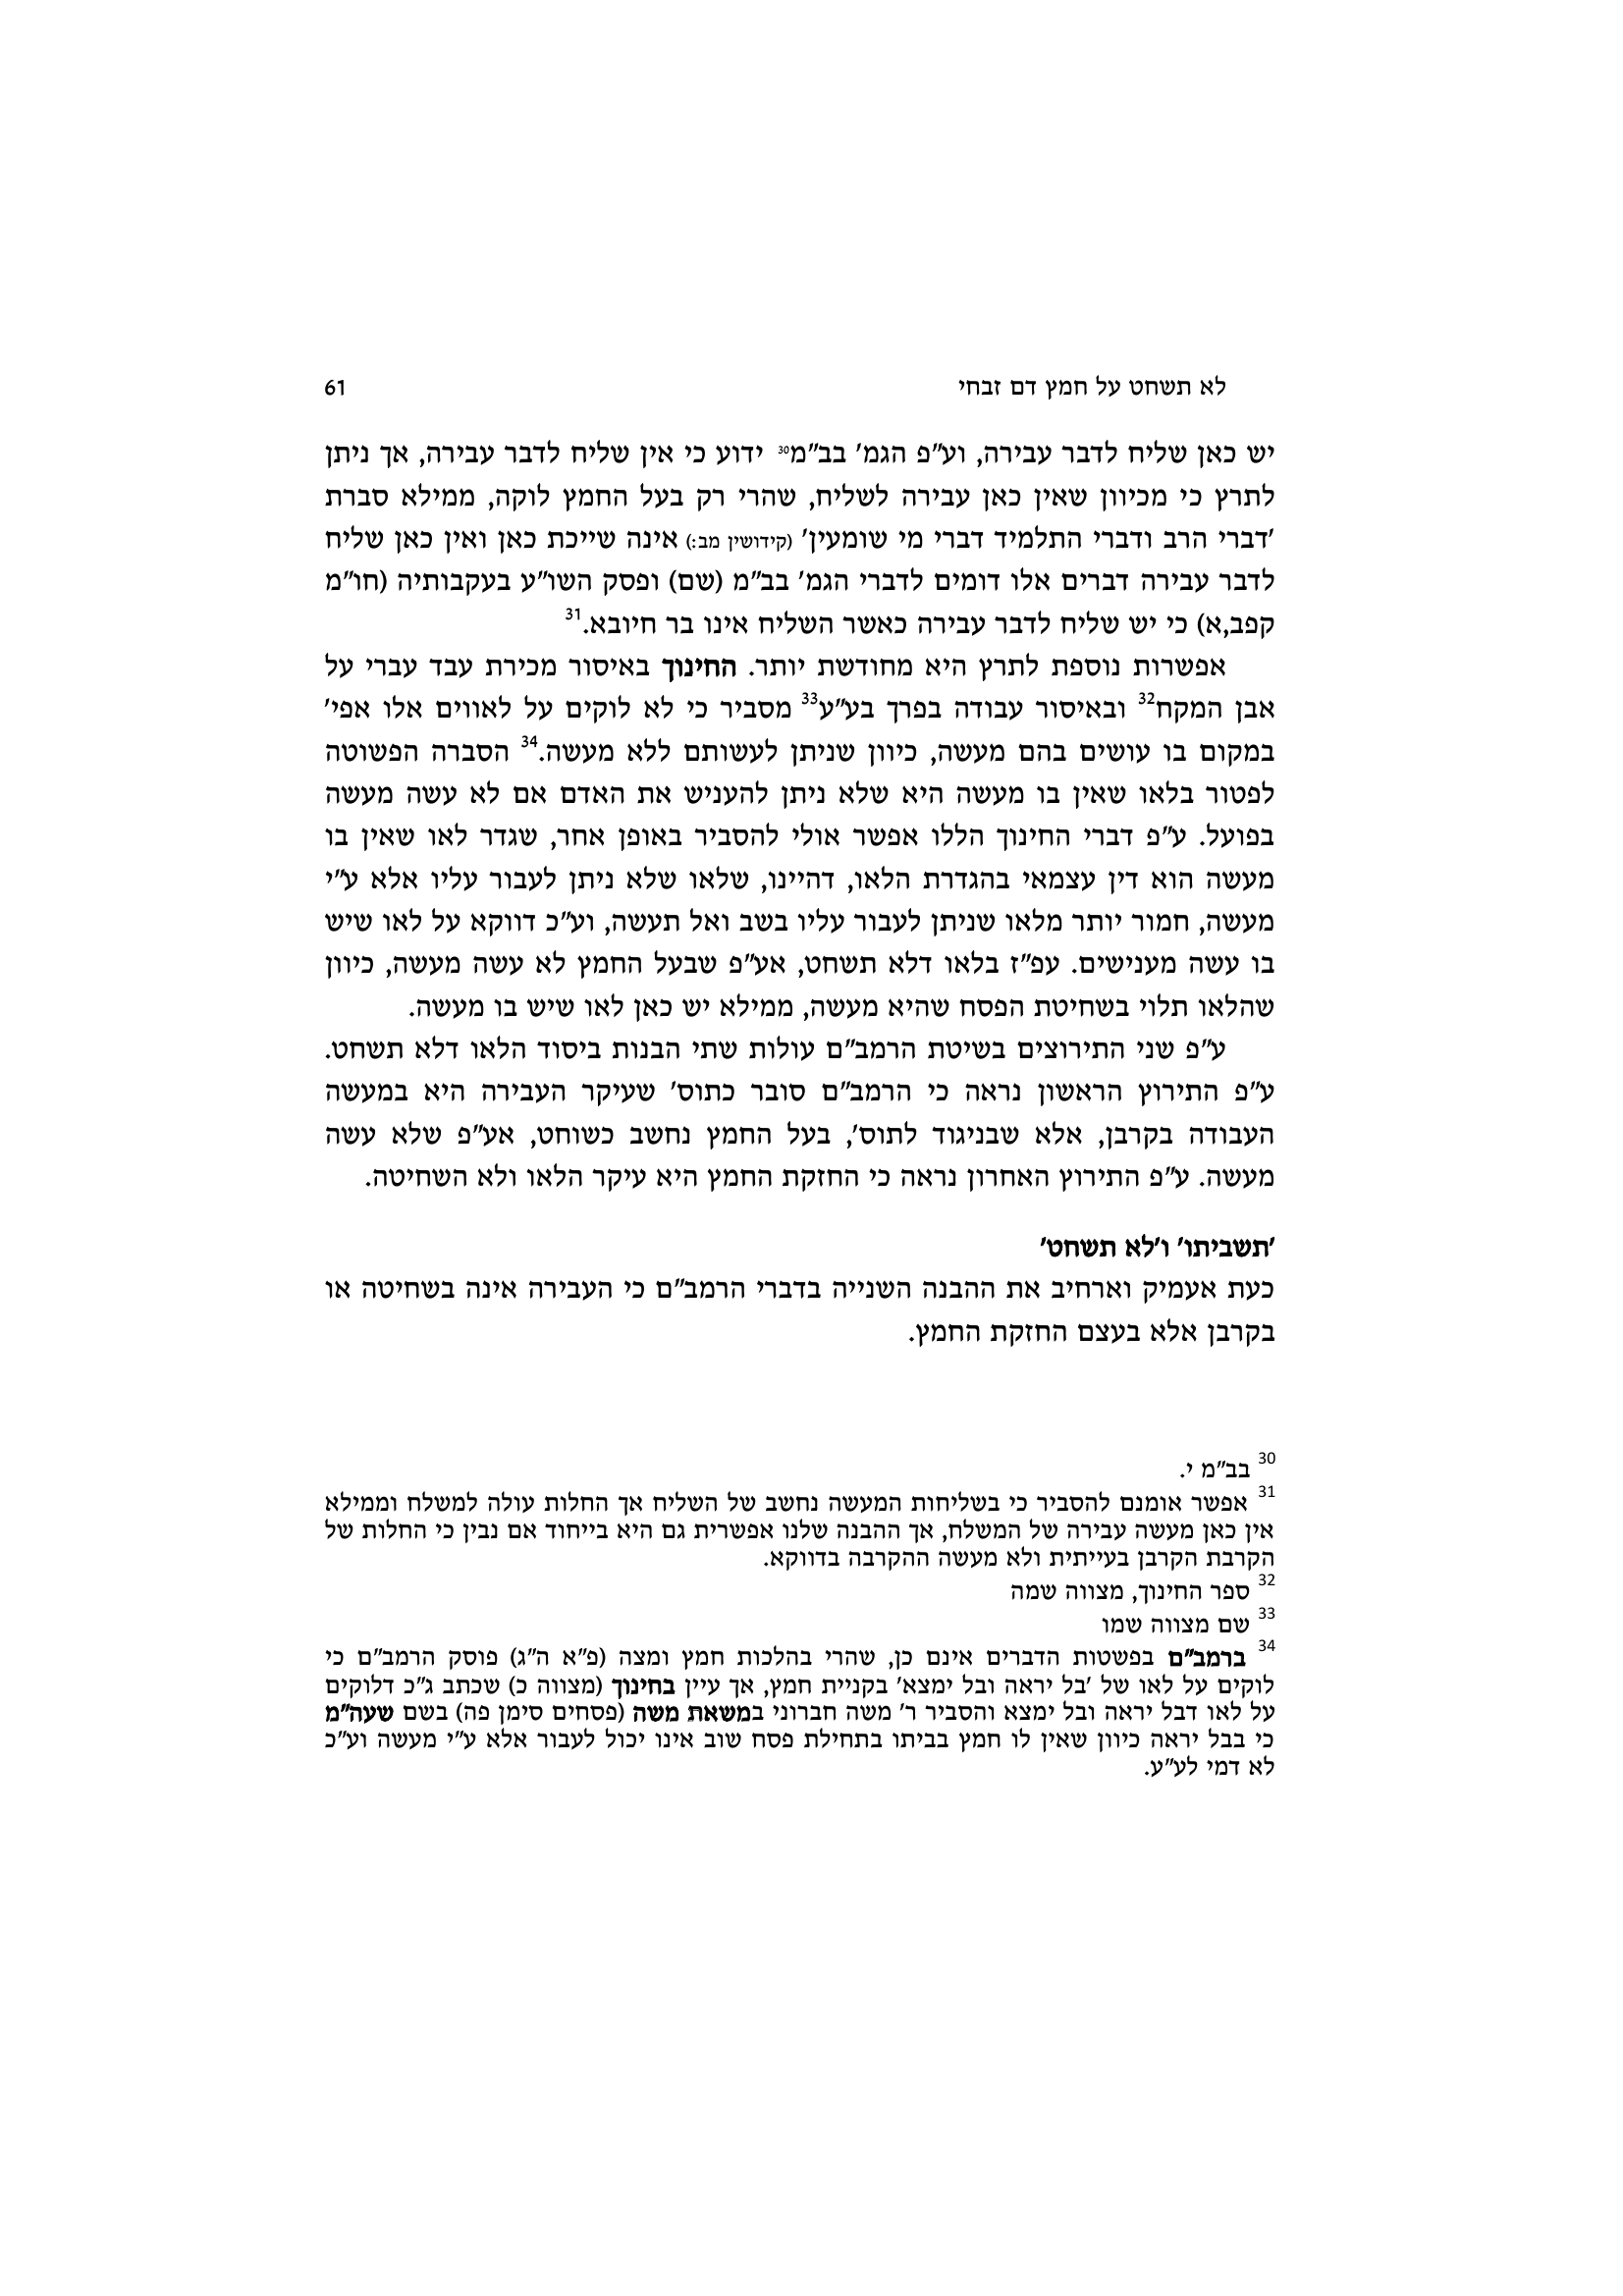 לא תשחט על חמץ דם זבחי 61
יש כאן שליח לדבר עבירה, וע"פ הגמ' בב"מ30 ידוע כי אין שליח לדבר עבירה, אך ניתן
לתרץ כי מכיוון שאין כאן עבירה לשליח, שהרי רק בעל החמץ לוקה, ממילא סברת
'דברי הרב ודברי התלמיד דברי מי שומעין' (קידושין מב:) אינה שייכת כאן ואין כאן שליח
לדבר עבירה דברים אלו דומים לדברי הגמ' בב"מ (שם) ופסק השו"ע בעקבותיה (חו"מ
קפב,א) כי יש שליח לדבר עבירה כאשר השליח אינו בר חיובא.31
אפשרות נוספת לתרץ היא מחודשת יותר. החינוך באיסור מכירת עבד עברי על
אבן המקח32 ובאיסור עבודה בפרך בע"ע33 מסביר כי לא לוקים על לאווים אלו אפי'
במקום בו עושים בהם מעשה, כיוון שניתן לעשותם ללא מעשה.34 הסברה הפשוטה
לפטור בלאו שאין בו מעשה היא שלא ניתן להעניש את האדם אם לא עשה מעשה
בפועל. ע"פ דברי החינוך הללו אפשר אולי להסביר באופן אחר, שגדר לאו שאין בו
מעשה הוא דין עצמאי בהגדרת הלאו, דהיינו, שלאו שלא ניתן לעבור עליו אלא ע"י
מעשה, חמור יותר מלאו שניתן לעבור עליו בשב ואל תעשה, וע"כ דווקא על לאו שיש
בו עשה מענישים. עפ"ז בלאו דלא תשחט, אע"פ שבעל החמץ לא עשה מעשה, כיוון
שהלאו תלוי בשחיטת הפסח שהיא מעשה, ממילא יש כאן לאו שיש בו מעשה.
ע"פ שני התירוצים בשיטת הרמב"ם עולות שתי הבנות ביסוד הלאו דלא תשחט.
ע"פ התירוץ הראשון נראה כי הרמב"ם סובר כתוס' שעיקר העבירה היא במעשה
העבודה בקרבן, אלא שבניגוד לתוס', בעל החמץ נחשב כשוחט, אע"פ שלא עשה
מעשה. ע"פ התירוץ האחרון נראה כי החזקת החמץ היא עיקר הלאו ולא השחיטה.
'תשביתו' ו'לא תשחט'
כעת אעמיק וארחיב את ההבנה השנייה בדברי הרמב"ם כי העבירה אינה בשחיטה או
בקרבן אלא בעצם החזקת החמץ.
30 בב"מ י.
31 אפשר אומנם להסביר כי בשליחות המעשה נחשב של השליח אך החלות עולה למשלח וממילא
אין כאן מעשה עבירה של המשלח, אך ההבנה שלנו אפשרית גם היא בייחוד אם נבין כי החלות של
הקרבת הקרבן בעייתית ולא מעשה ההקרבה בדווקא.
32 ספר החינוך, מצווה שמה
33 שם מצווה שמו
34 ברמב"ם בפשטות הדברים אינם כן, שהרי בהלכות חמץ ומצה (פ"א ה"ג) פוסק הרמב"ם כי
לוקים על לאו של 'בל יראה ובל ימצא' בקניית חמץ, אך עיין בחינוך (מצווה כ) שכתב ג"כ דלוקים
על לאו דבל יראה ובל ימצא והסביר ר' משה חברוני במשאת משה (פסחים סימן פה) בשם שעה"מ
כי בבל יראה כיוון שאין לו חמץ בביתו בתחילת פסח שוב אינו יכול לעבור אלא ע"י מעשה וע"כ
לא דמי לע"ע.